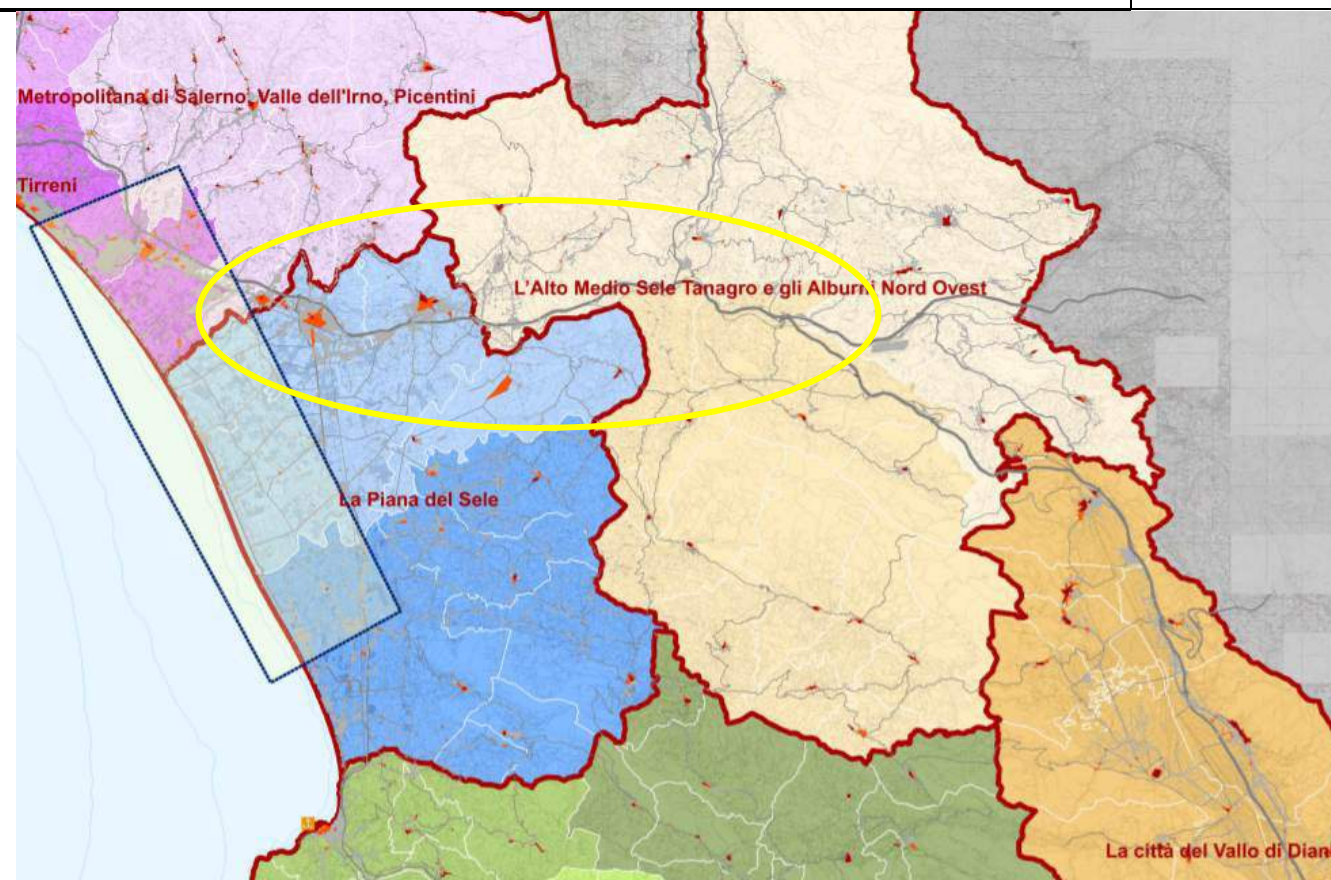 Metropolitana di Salerno, Valle dell'Irno, Picentini
Tirreni
L'Alto Medio Sele Tanagro e gli Alburni Nord Ovest
La Piana del Sele
La città del Vallo di Dian